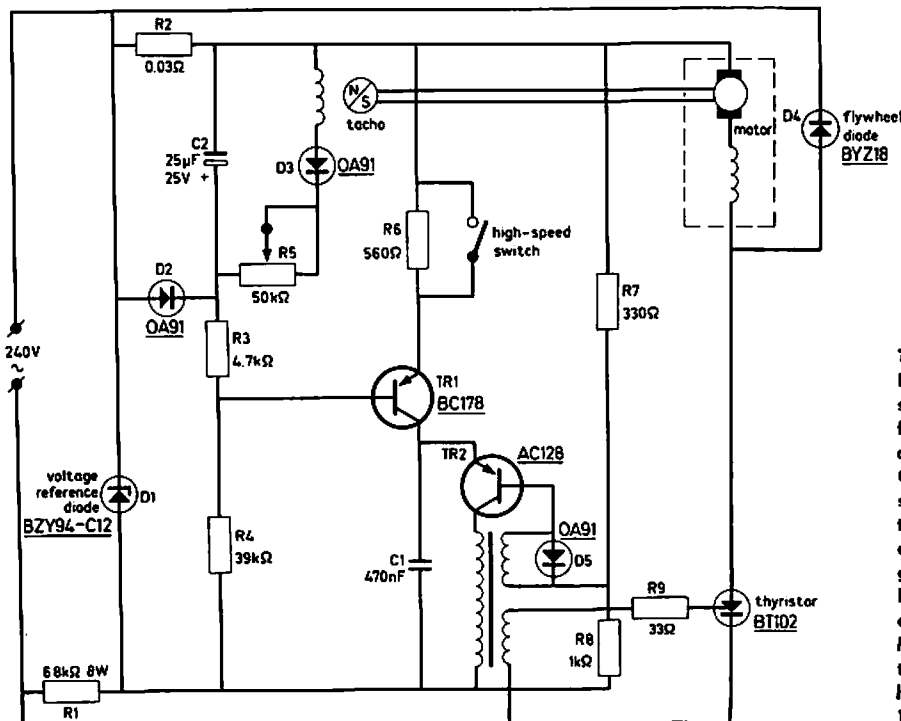 R2
0.03Ω
N/S
tacho
motor
D4
flywheel
diode
BYZ18
C2
25µF
25V +
D3
OA91
R5
50kΩ
R6
560Ω
high-speed
switch
D2
OA91
R7
330Ω
240V
~
R3
4.7kΩ
TR1
BC178
TR2
AC128
voltage
reference
diode
D1
BZY94-C12
R4
39kΩ
OA91
D5
C1
470nF
R9
33Ω
thyristor
BT102
R8
1kΩ
6.8kΩ 8W
R1